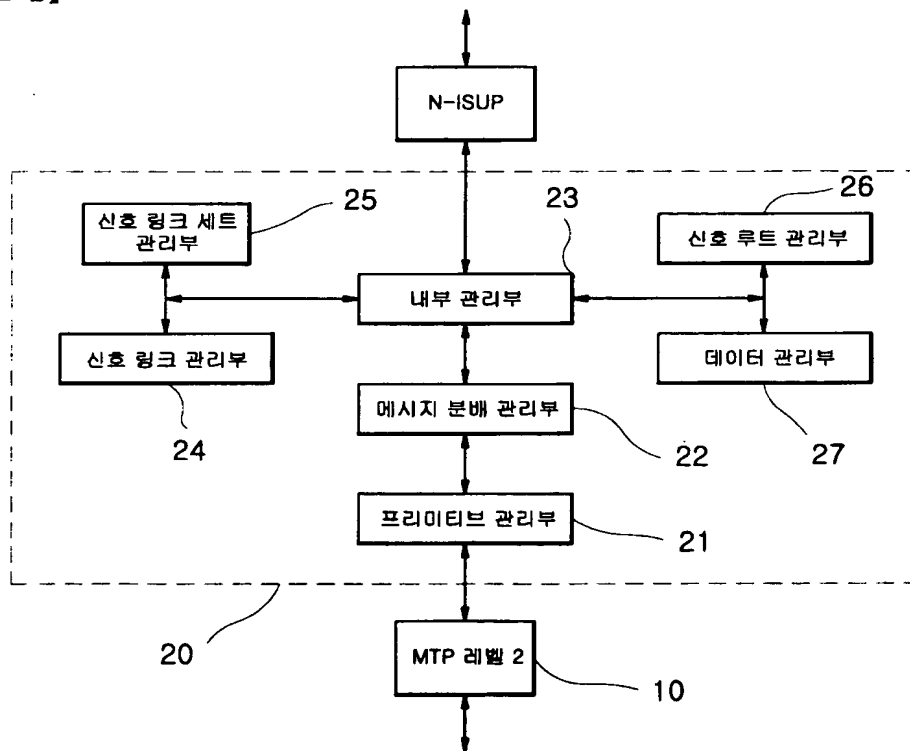 N-ISUP
25
23
26
신호 링크 세트
관리부
신호 루트 관리부
내부 관리부
신호 링크 관리부
데이터 관리부
24
메시지 분배 관리부
22
27
프리미티브 관리부
21
20
MTP 레벨 2
10